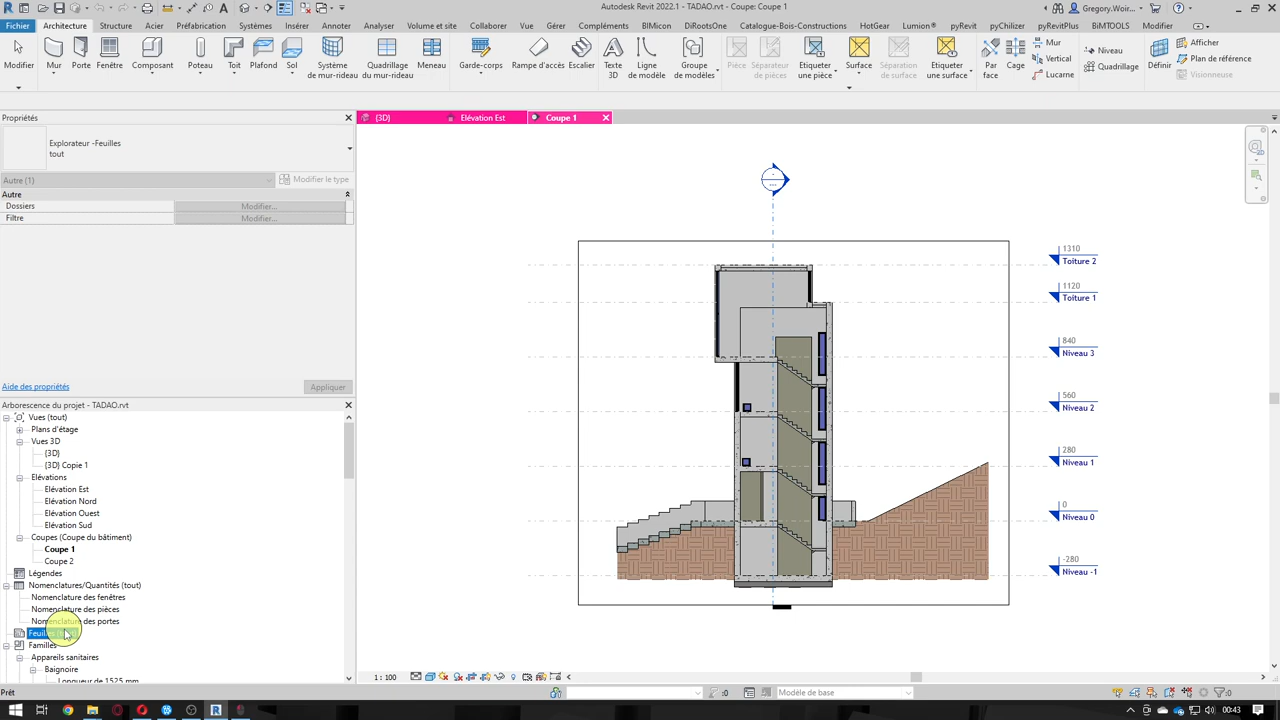 Autodesk Revit 2022.1 - TADAO.rvt - Coupe: Coupe 1
Gregory.Woir...
Fichier Architecture Structure Acier Préfabrication Systèmes Insérer Annoter Analyser Volume et site Collaborer Vue Gérer Compléments BIMicon DiRootsOne Catalogue-Bois-Constructions HotGear Lumion® pyRevit pyChilizer pyRevitPlus BiMTOOLS Modifier
Modifier
Mur
Porte
Fenêtre
Composant
Poteau
Toit
Plafond
Sol
Système
de mur-rideau
Quadrillage
du mur-rideau
Meneau
Garde-corps
Rampe d'accès
Escalier
Texte
3D
Ligne
de modèle
Groupe
de modèles
Pièce
Séparateur
de pièces
Etiqueter
une pièce
Surface
Séparation
de surface
Etiqueter
une surface
Par
face
Cage
Mur
Vertical
Lucarne
Niveau
Quadrillage
Définir
Afficher
Plan de référence
Visionneuse
Propriétés
{3D} Elévation Est Coupe 1
Explorateur -Feuilles
tout
Autre (1) Modifier le type
Autre
Dossiers Modifier...
Filtre Modifier...
Aide des propriétés Appliquer
Arborescence du projet - TADAO.rvt
Vues (tout)
Plans d'étage
Vues 3D
{3D}
{3D} Copie 1
Elévations
Elévation Est
Elévation Nord
Elévation Ouest
Elévation Sud
Coupes (Coupe du bâtiment)
Coupe 1
Coupe 2
Légendes
Nomenclatures/Quantités (tout)
Nomenclature des fenêtres
Nomenclature des pièces
Nomenclature des portes
Familles
Appareils sanitaires
Baignoire
Longueur de 1525 mm
1310
Toiture 2
1120
Toiture 1
840
Niveau 3
560
Niveau 2
280
Niveau 1
0
Niveau 0
-280
Niveau -1
1 : 100
Prêt
:0
Modèle de base
:0
00:43